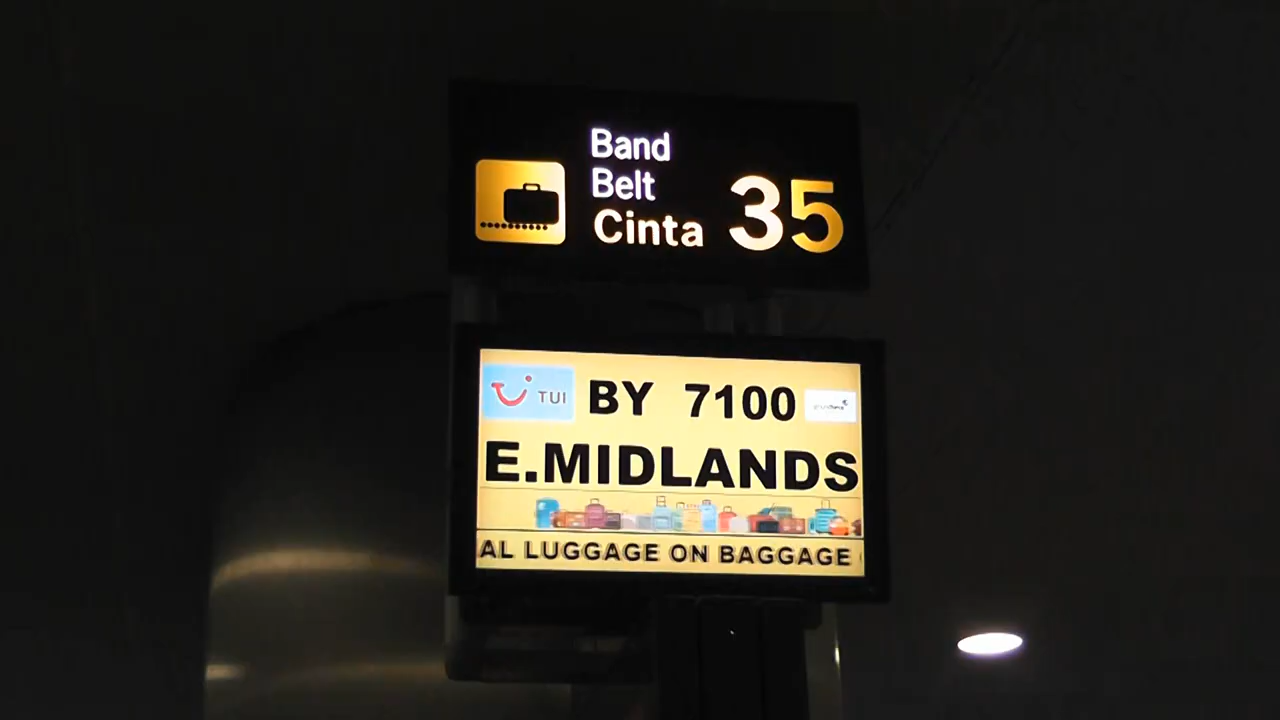 Band
Belt
Cinta
35
TUI BY 7100
E.MIDLANDS
AL LUGGAGE ON BAGGAGE